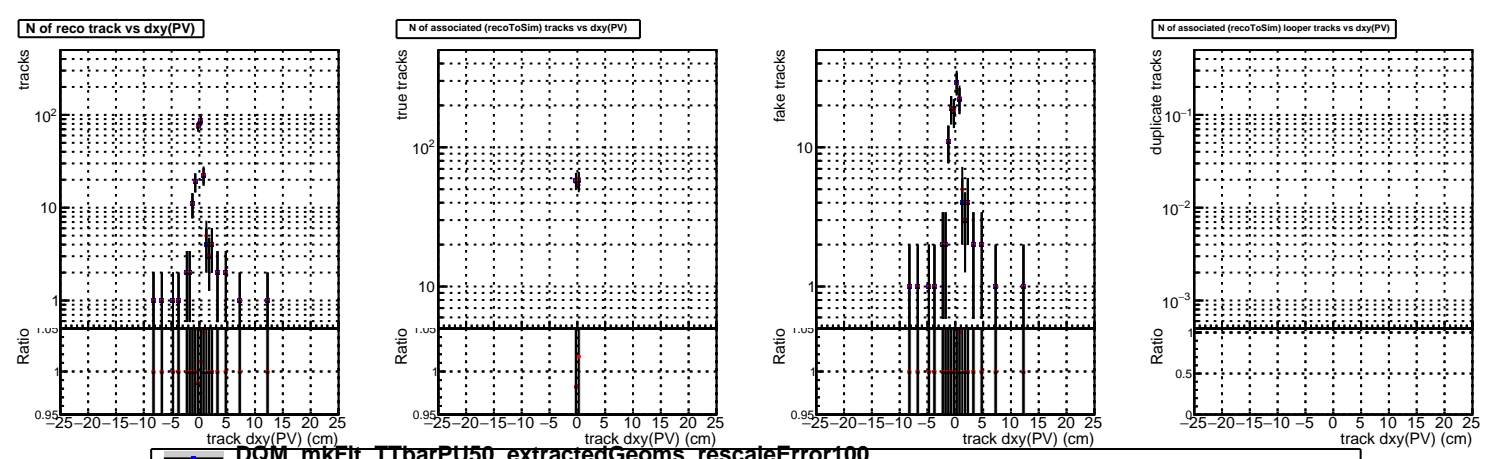 N of reco track vs dxy(PV)
N of associated (recoToSim) tracks vs dxy(PV)
N of associated (recoToSim) looper tracks vs dxy(PV)
tracks
10²
10
1
Ratio
1.05
1
0.95
−25 −20 −15 −10 −5 0 5 10 15 20 25
track dxy(PV) (cm)
true tracks
10²
10
Ratio
−25 −20 −15 −10 −5 0 5 10 15 20 25
track dxy(PV) (cm)
fake tracks
10
1
Ratio
1.05
1
0.95
−25 −20 −15 −10 −5 0 5 10 15 20 25
track dxy(PV) (cm)
duplicate tracks
10⁻¹
10⁻²
10⁻³
Ratio
1
0.5
0
−25 −20 −15 −10 −5 0 5 10 15 20 25
track dxy(PV) (cm)
DQM_mkFit_TTbarPU50_extractedGeoms_rescaleError100